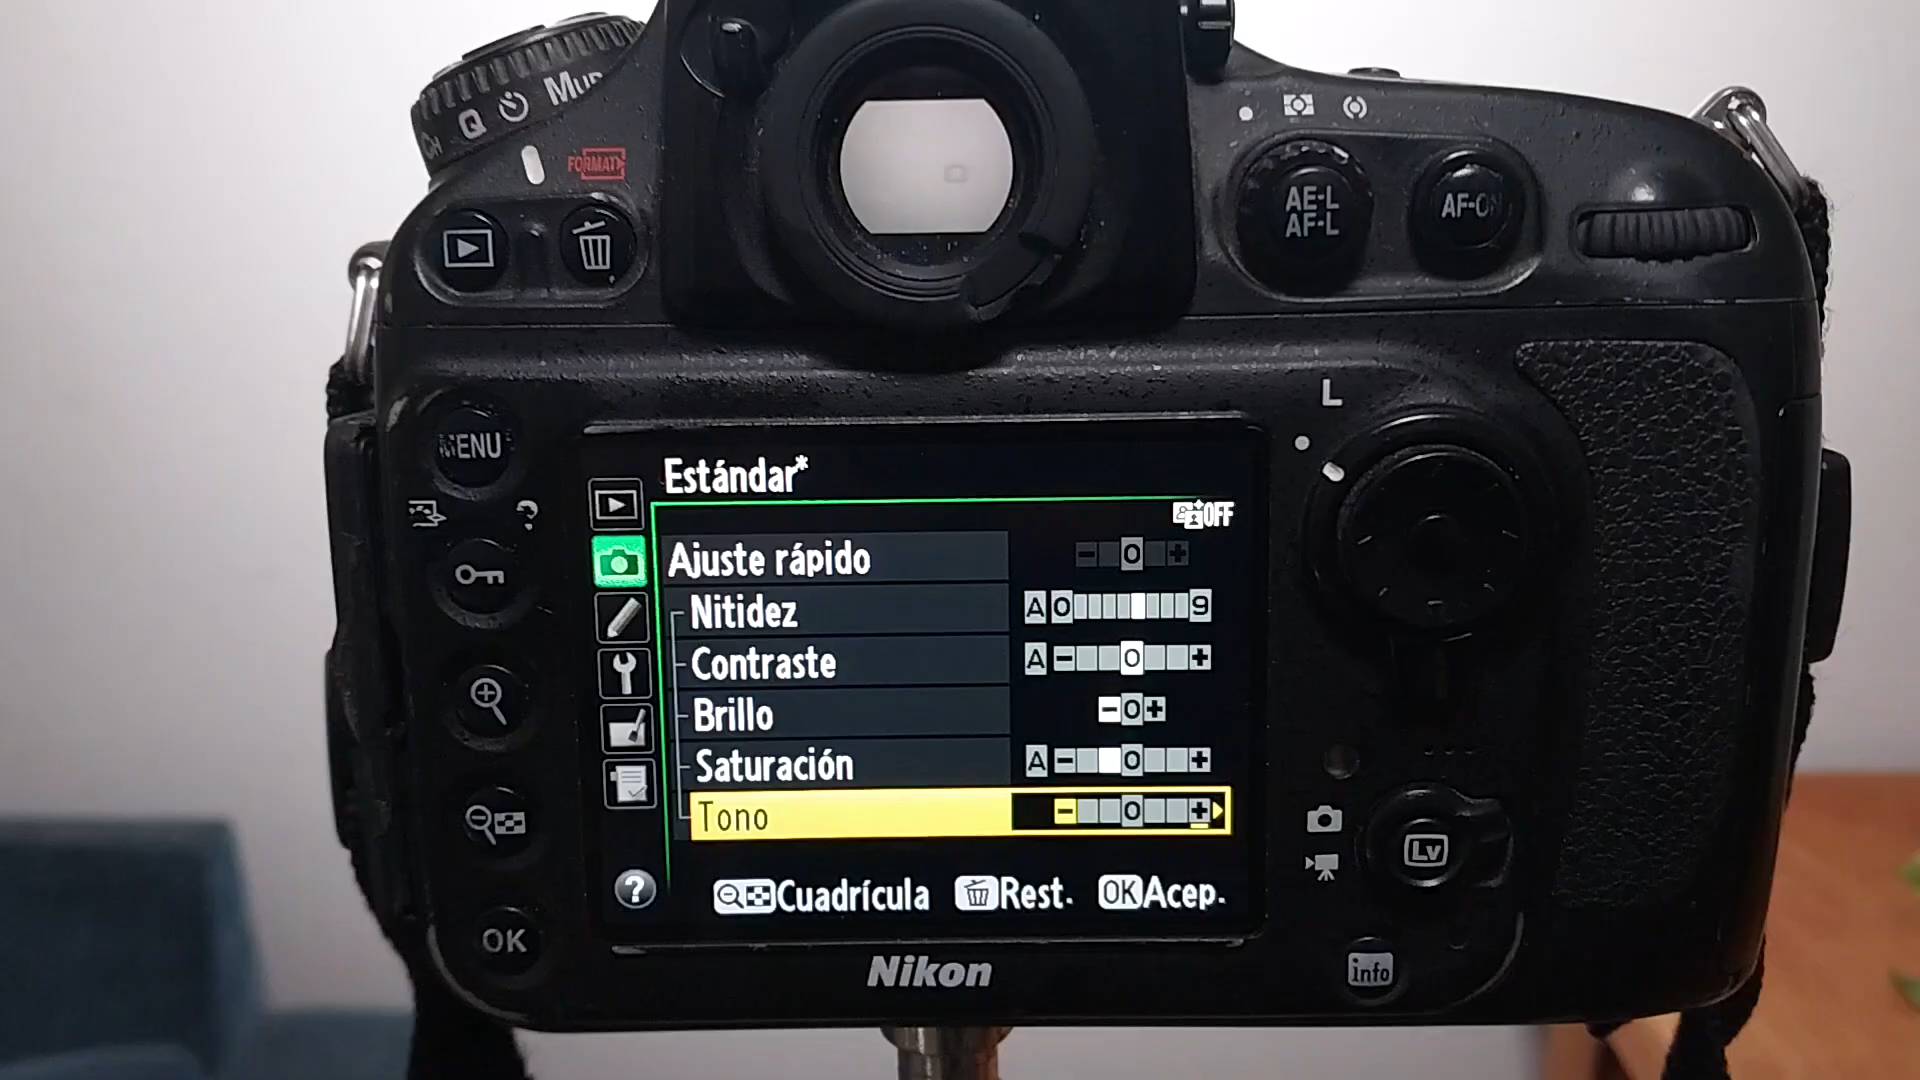 Q Mup
FORMAT
AE-L
AF-L
AF-ON
L
MENU
Estándar*
OFF
Ajuste rápido - 0 +
Nitidez A 0 9
Contraste A - 0 +
Brillo - 0 +
Saturación A - 0 +
Tono - 0 +
? Cuadrícula Rest. OK Acep.
Lv
OK
Nikon
info